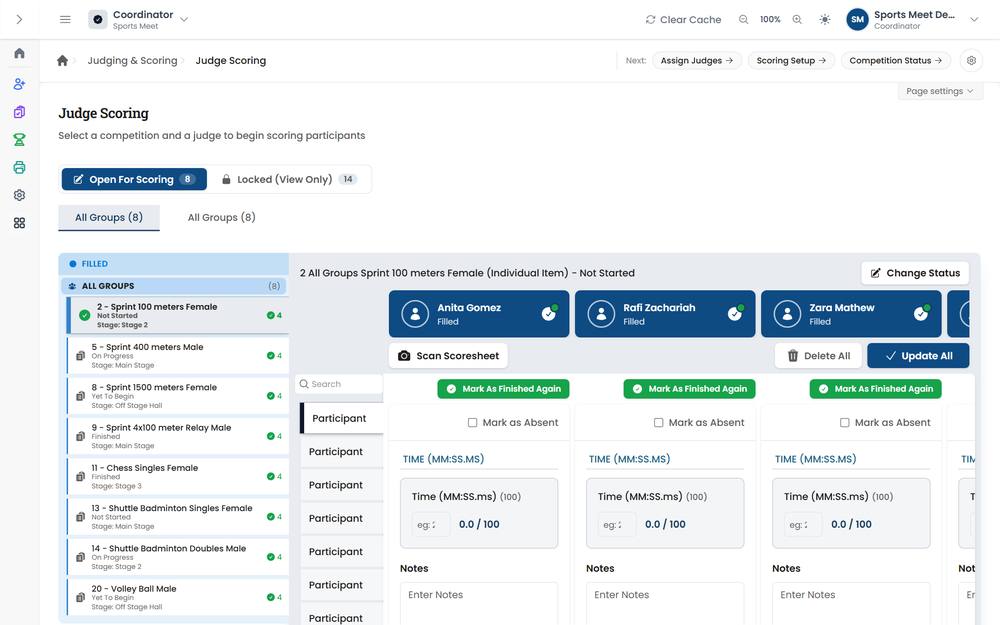 Coordinator
Sports Meet
Clear Cache
100%
SM
Sports Meet De...
Coordinator
Judging & Scoring
Judge Scoring
Next:
Assign Judges →
Scoring Setup →
Competition Status →
Page settings
Judge Scoring
Select a competition and a judge to begin scoring participants
Open For Scoring 8
Locked (View Only) 14
All Groups (8)
All Groups (8)
FILLED
ALL GROUPS (8)
2 - Sprint 100 meters Female
Not Started
Stage: Stage 2
4
5 - Sprint 400 meters Male
On Progress
Stage: Main Stage
4
8 - Sprint 1500 meters Female
Yet To Begin
Stage: Off Stage Hall
4
9 - Sprint 4x100 meter Relay Male
Finished
Stage: Main Stage
4
11 - Chess Singles Female
Finished
Stage: Stage 3
4
13 - Shuttle Badminton Singles Female
Not Started
Stage: Main Stage
4
14 - Shuttle Badminton Doubles Male
On Progress
Stage: Stage 2
4
20 - Volley Ball Male
Yet To Begin
Stage: Off Stage Hall
4
2 All Groups Sprint 100 meters Female (Individual Item) - Not Started
Change Status
Anita Gomez
Filled
Rafi Zachariah
Filled
Zara Mathew
Filled
Scan Scoresheet
Delete All
Update All
Search
Participant
Participant
Participant
Participant
Participant
Participant
Participant
Mark As Finished Again
Mark As Finished Again
Mark As Finished Again
Mark as Absent
Mark as Absent
Mark as Absent
TIME (MM:SS.MS)
TIME (MM:SS.MS)
TIME (MM:SS.MS)
Time (MM:SS.ms) (100)
Time (MM:SS.ms) (100)
Time (MM:SS.ms) (100)
eg: 0.0 / 100
eg: 0.0 / 100
eg: 0.0 / 100
Notes
Notes
Notes
Enter Notes
Enter Notes
Enter Notes